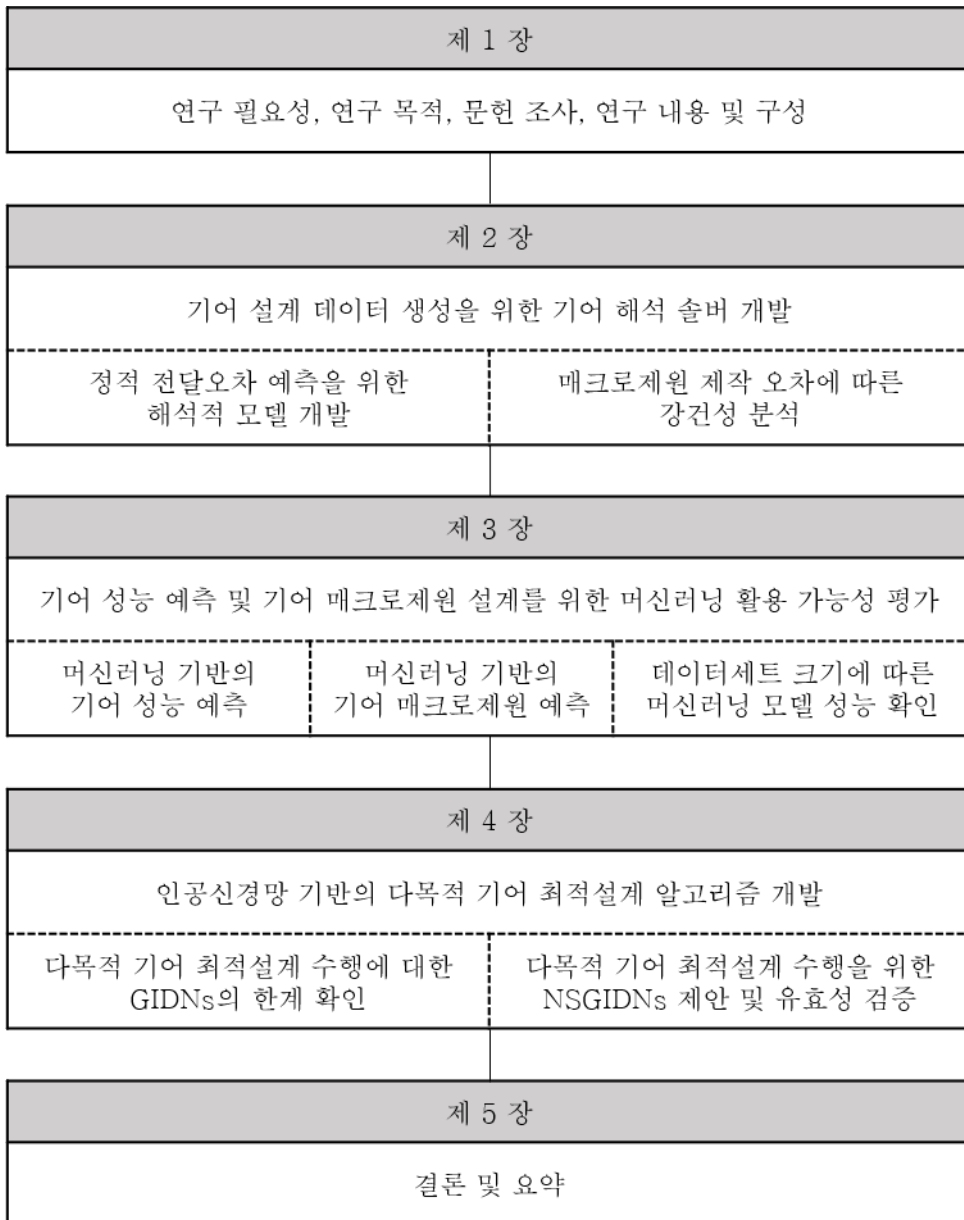 제 1 장
연구 필요성, 연구 목적, 문헌 조사, 연구 내용 및 구성
제 2 장
기어 설계 데이터 생성을 위한 기어 해석 솔버 개발
정적 전달오차 예측을 위한
해석적 모델 개발
매크로제원 제작 오차에 따른
강건성 분석
제 3 장
기어 성능 예측 및 기어 매크로제원 설계를 위한 머신러닝 활용 가능성 평가
머신러닝 기반의
기어 성능 예측
머신러닝 기반의
기어 매크로제원 예측
데이터세트 크기에 따른
머신러닝 모델 성능 확인
제 4 장
인공신경망 기반의 다목적 기어 최적설계 알고리즘 개발
다목적 기어 최적설계 수행에 대한
GIDNs의 한계 확인
다목적 기어 최적설계 수행을 위한
NSGIDNs 제안 및 유효성 검증
제 5 장
결론 및 요약